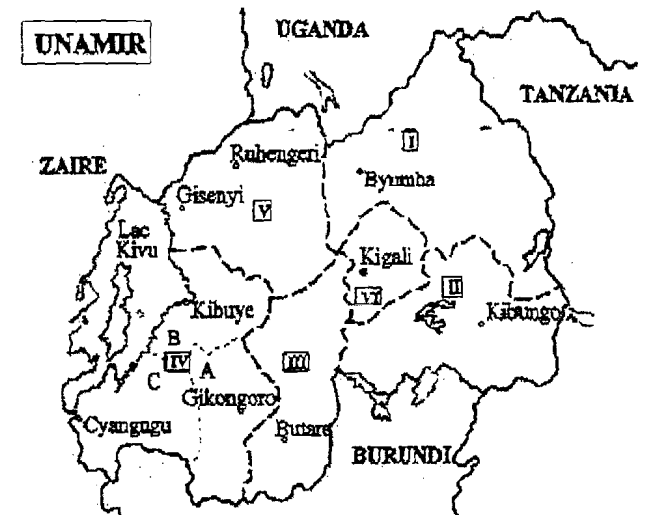 UGANDA
UNAMIR
TANZANIA
I
ZAIRE
Ruhengeri
Byumba
Gisenyi
V
Lac
Kivu
Kigali
II
VI
Kibuye
Kibungo
B
IV
A
III
C
Gikongoro
Cyangugu
Butare
BURUNDI